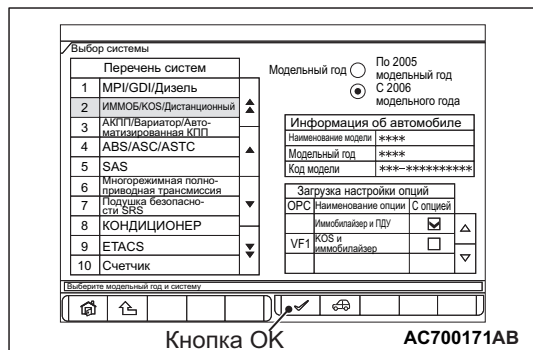 Выбор системы
Перечень систем
1 MPI/GDI/Дизель
2 ИММОБ/KOS/Дистанционный
3 АКПП/Вариатор/Авто-
матизированная КПП
4 ABS/ASC/ASTC
5 SAS
6 Многорежимная полно-
приводная трансмиссия
7 Подушка безопасно-
сти SRS
8 КОНДИЦИОНЕР
9 ETACS
10 Счетчик
Модельный год
По 2005
модельный год
С 2006
модельного года
Информация об автомобиле
Наименование модели ****
Модельный год ****
Код модели ***-**********
Загрузка настройки опций
OPC Наименование опции С опцией
Иммобилайзер и ПДУ
VF1 KOS и
иммобилайзер
Выберите модельный год и систему
Кнопка OK
AC700171AB